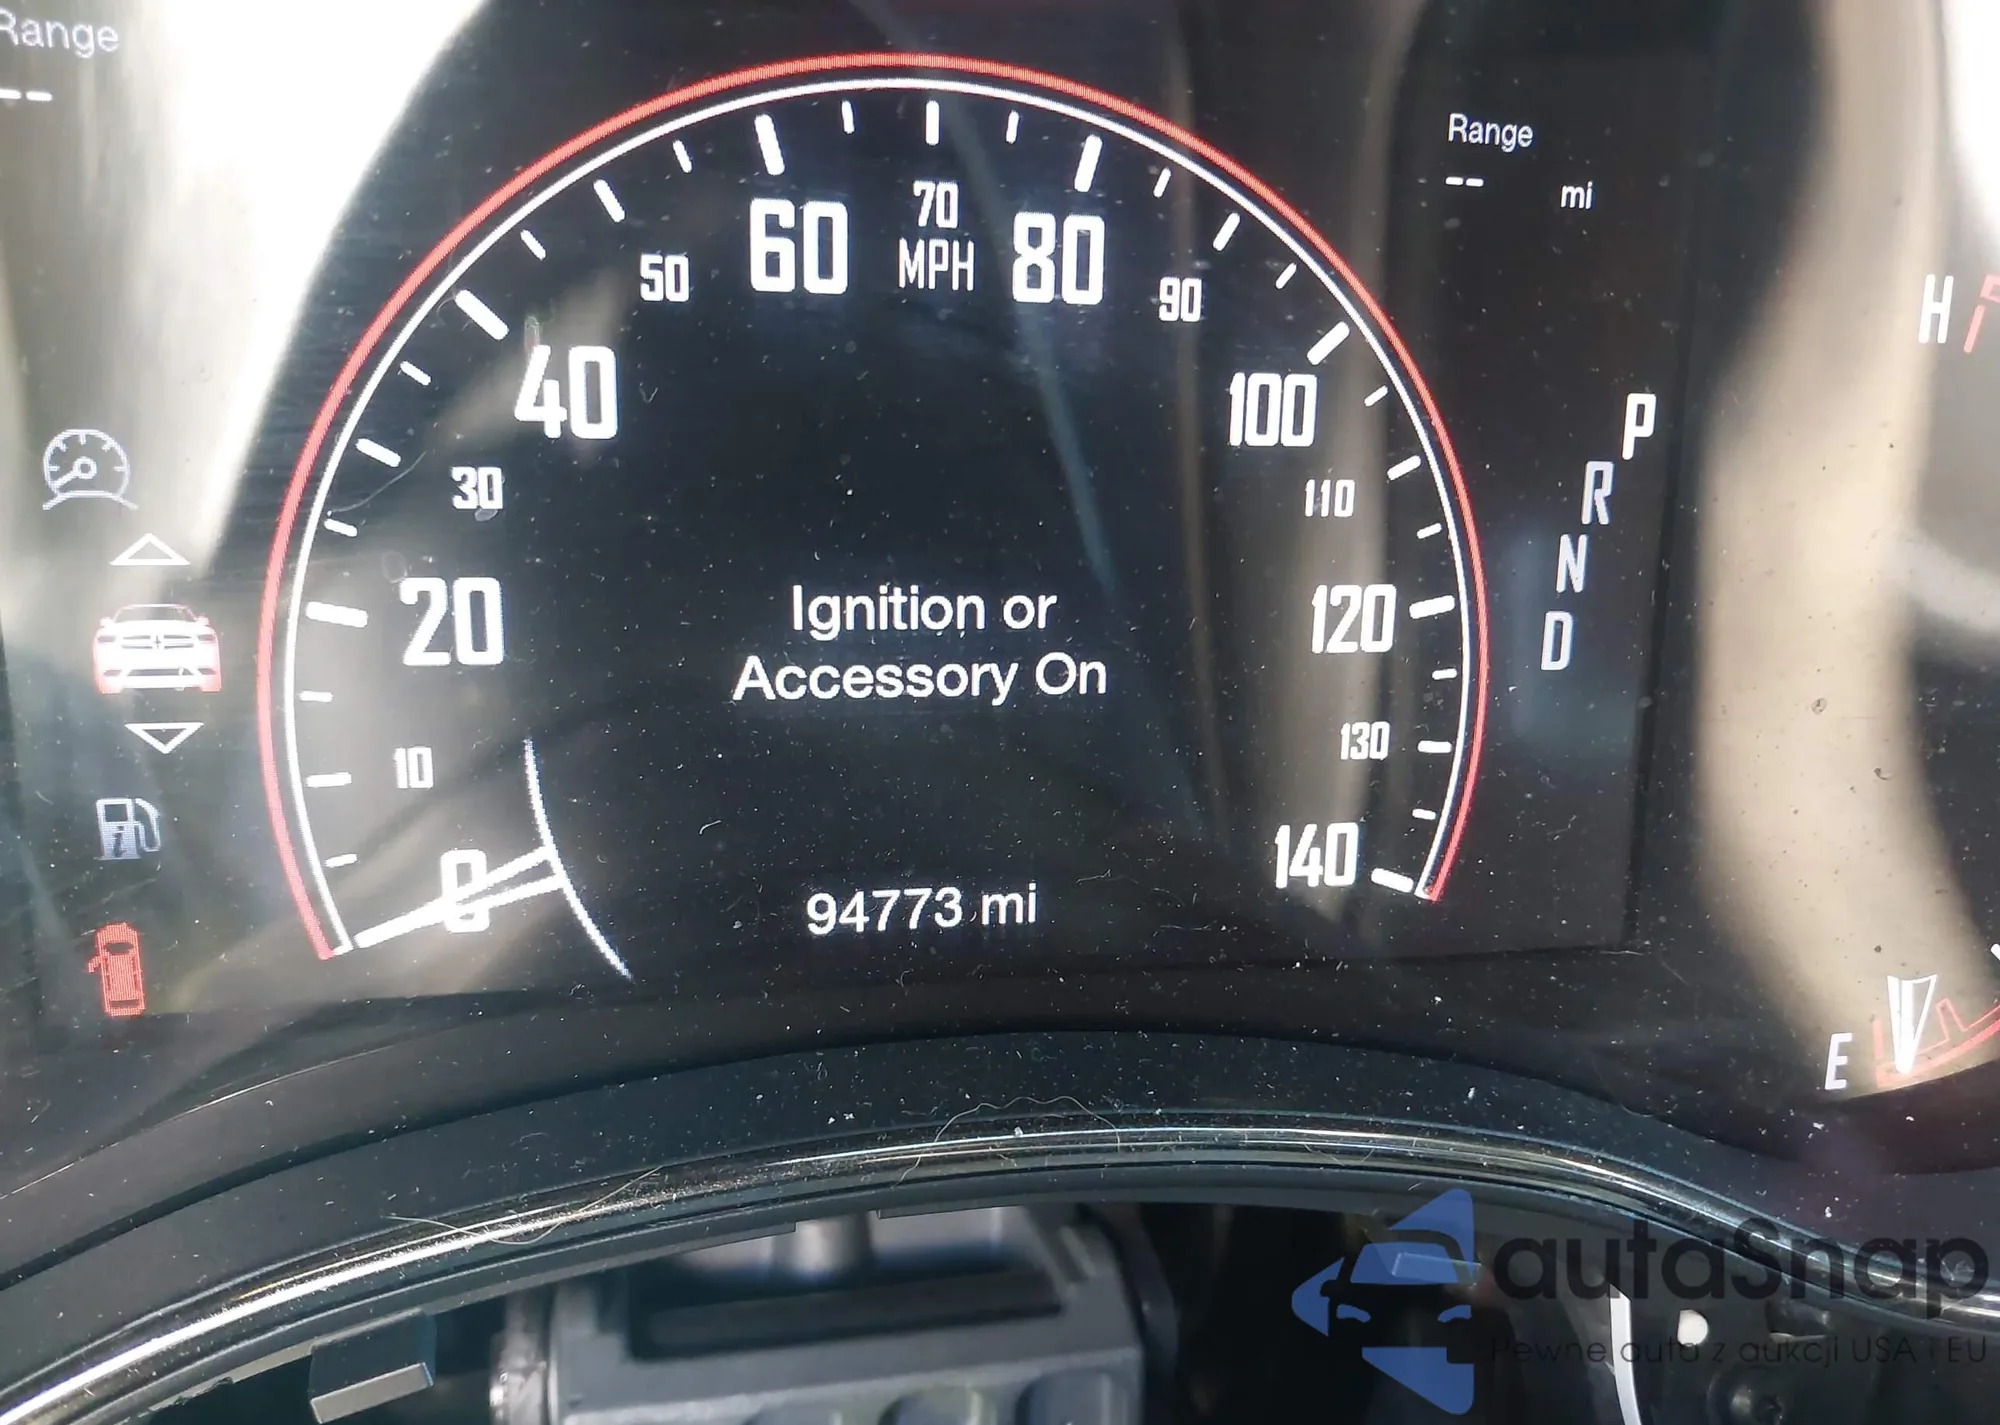 Range
--
Range
-- mi
50
60
70
MPH
80
90
40
100
30
110
20
120
10
130
0
140
Ignition or
Accessory On
94773 mi
P
R
N
D
H
E
autoSnap
Pewne auto z aukcji USA i EU